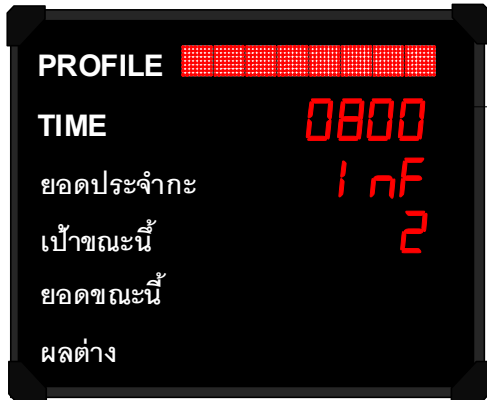 PROFILE
TIME 0800
ยอดประจำกะ 1 nF
เป้าขณะนี้ 2
ยอดขณะนี้
ผลต่าง